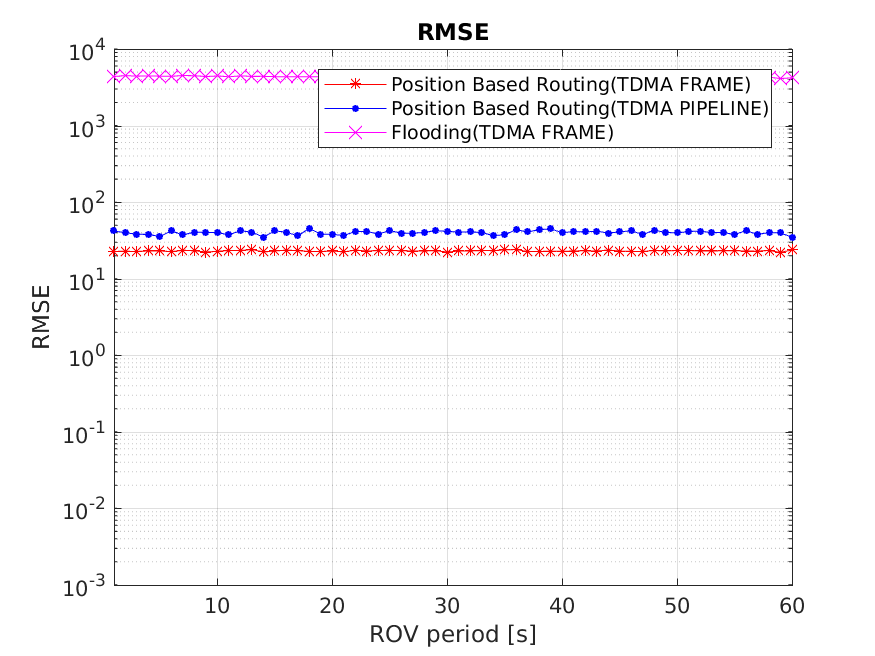 RMSE
10^4
10^3
10^2
10^1
10^0
10^-1
10^-2
10^-3
RMSE
Position Based Routing(TDMA FRAME)
Position Based Routing(TDMA PIPELINE)
Flooding(TDMA FRAME)
10 20 30 40 50 60
ROV period [s]